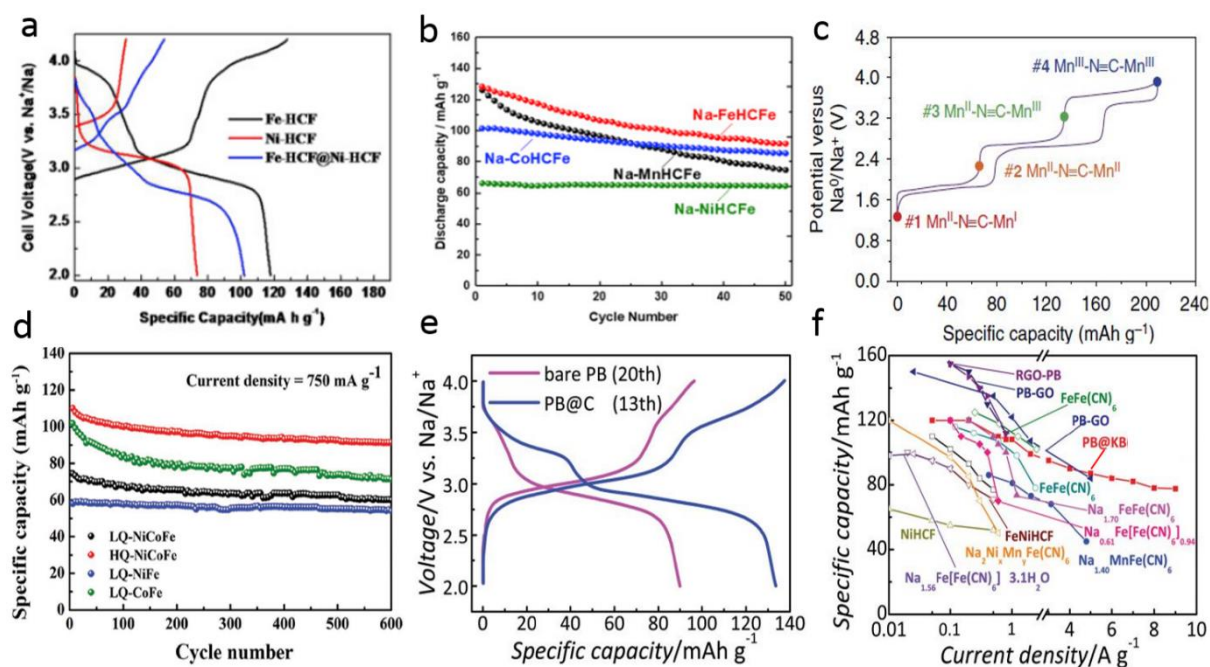 a
Cell Voltage(V vs. Na⁺/Na)
4.0
3.5
3.0
2.5
2.0
Fe-HCF
Ni-HCF
Fe-HCF@Ni-HCF
0 20 40 60 80 100 120 140 160 180
Specific Capacity(mA h g⁻¹)
b
Discharge capacity / mAh g⁻¹
160
140
120
100
80
60
40
20
0
Na-FeHCFe
Na-CoHCFe
Na-MnHCFe
Na-NiHCFe
0 10 20 30 40 50
Cycle Number
c
Potential versus
Na⁰/Na⁺ (V)
4.8
4.0
3.2
2.4
1.6
0.8
#4 Mnᴵᴵᴵ-N≡C-Mnᴵᴵᴵ
#3 Mnᴵᴵ-N≡C-Mnᴵᴵᴵ
#2 Mnᴵᴵ-N≡C-Mnᴵᴵ
#1 Mnᴵᴵ-N≡C-Mnᴵ
0 60 120 180 240
Specific capacity (mAh g⁻¹)
d
Specific capacity (mAh g⁻¹)
140
120
100
80
60
40
20
0
Current density = 750 mA g⁻¹
LQ-NiCoFe
HQ-NiCoFe
LQ-NiFe
LQ-CoFe
0 100 200 300 400 500 600
Cycle number
e
Voltage/V vs. Na/Na⁺
4.0
3.5
3.0
2.5
2.0
bare PB (20th)
PB@C (13th)
0 20 40 60 80 100 120 140
Specific capacity/mAh g⁻¹
f
Specific capacity/mAh g⁻¹
160
120
80
40
0
RGO-PB
PB-GO
FeFe(CN)₆
PB-GO
PB@KB
FeFe(CN)₆
Na₁.₇₀FeFe(CN)₆
NiHCF
FeNiHCF
Na₀.₆₁Fe[Fe(CN)₆]₀.₉₄
Na₂NiₓMnᵧFe(CN)₆
Na₁.₄₀MnFe(CN)₆
Na₁.₅₆Fe[Fe(CN)₆] 3.1H₂O
0.01 0.1 1 4 6 8 10
Current density/A g⁻¹